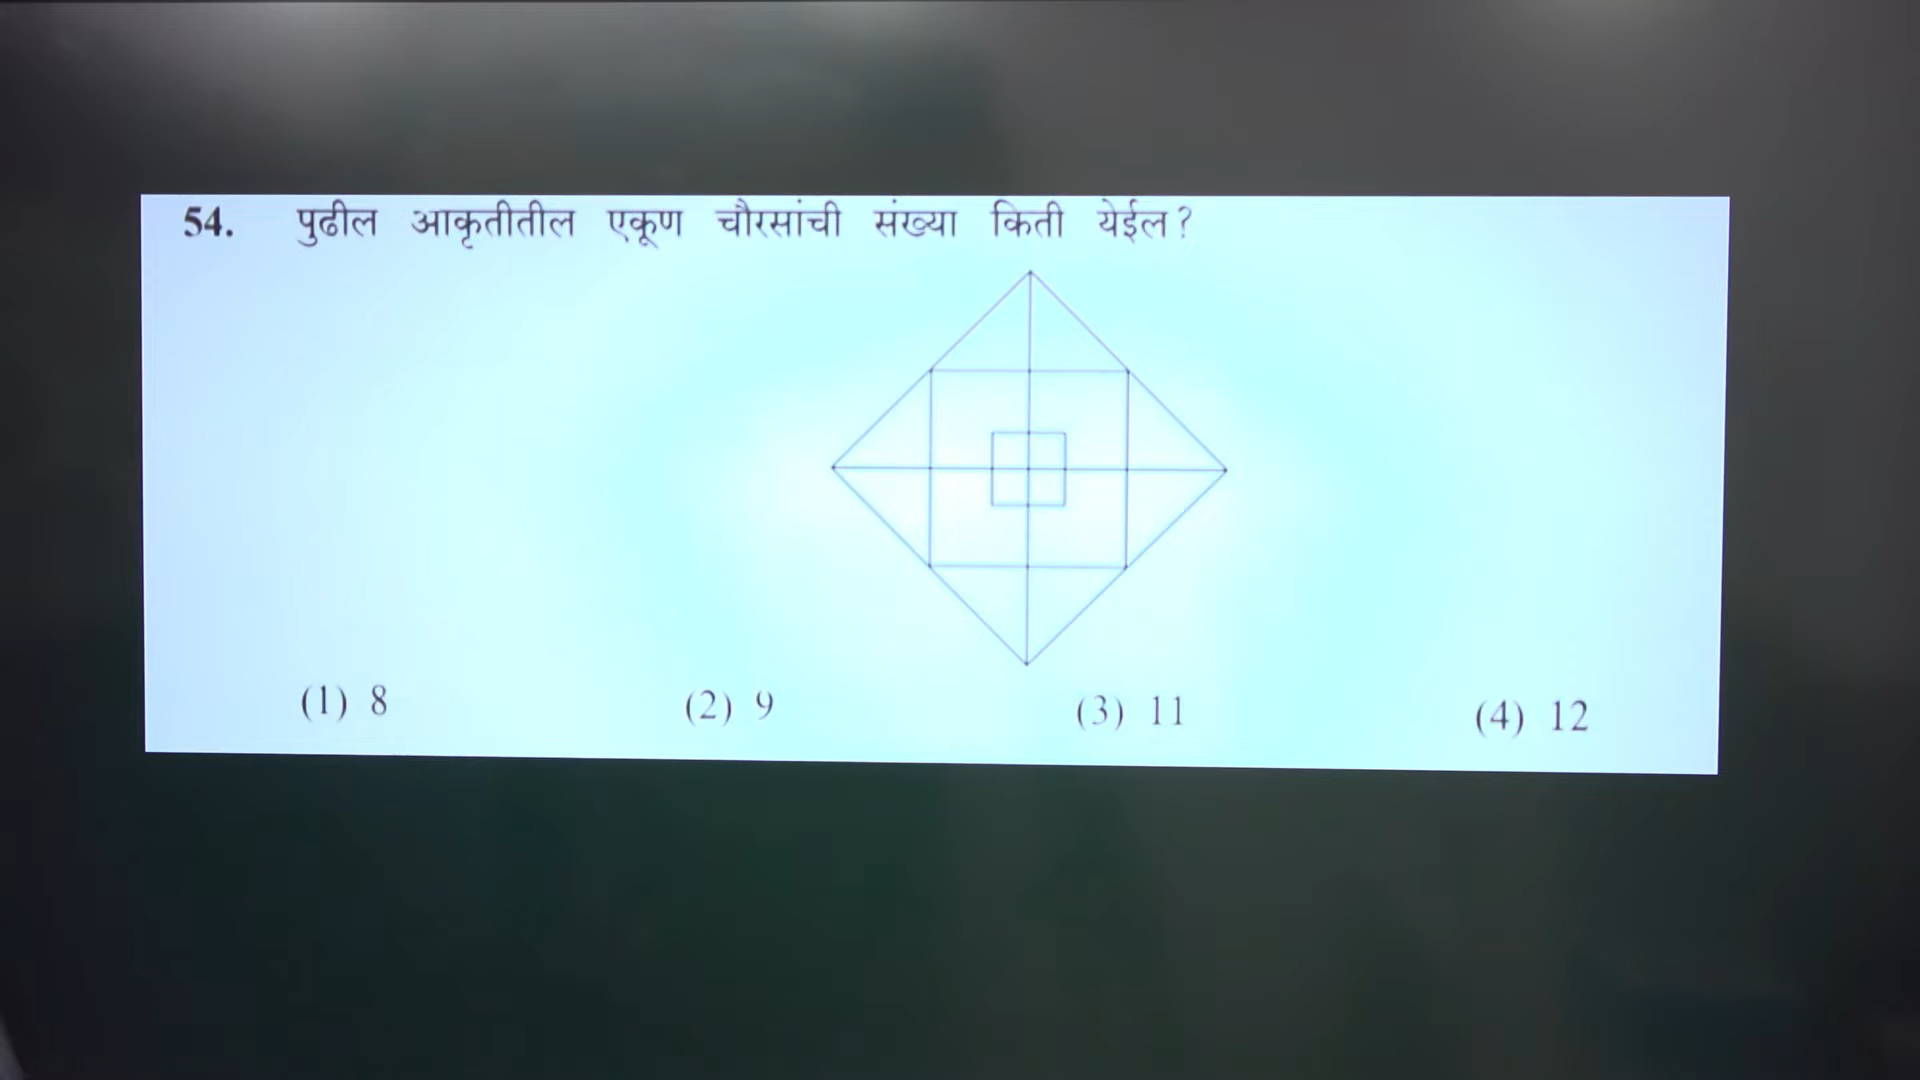 54. पुढील आकृतीतील एकूण चौरसांची संख्या किती येईल?
(1) 8 (2) 9 (3) 11 (4) 12